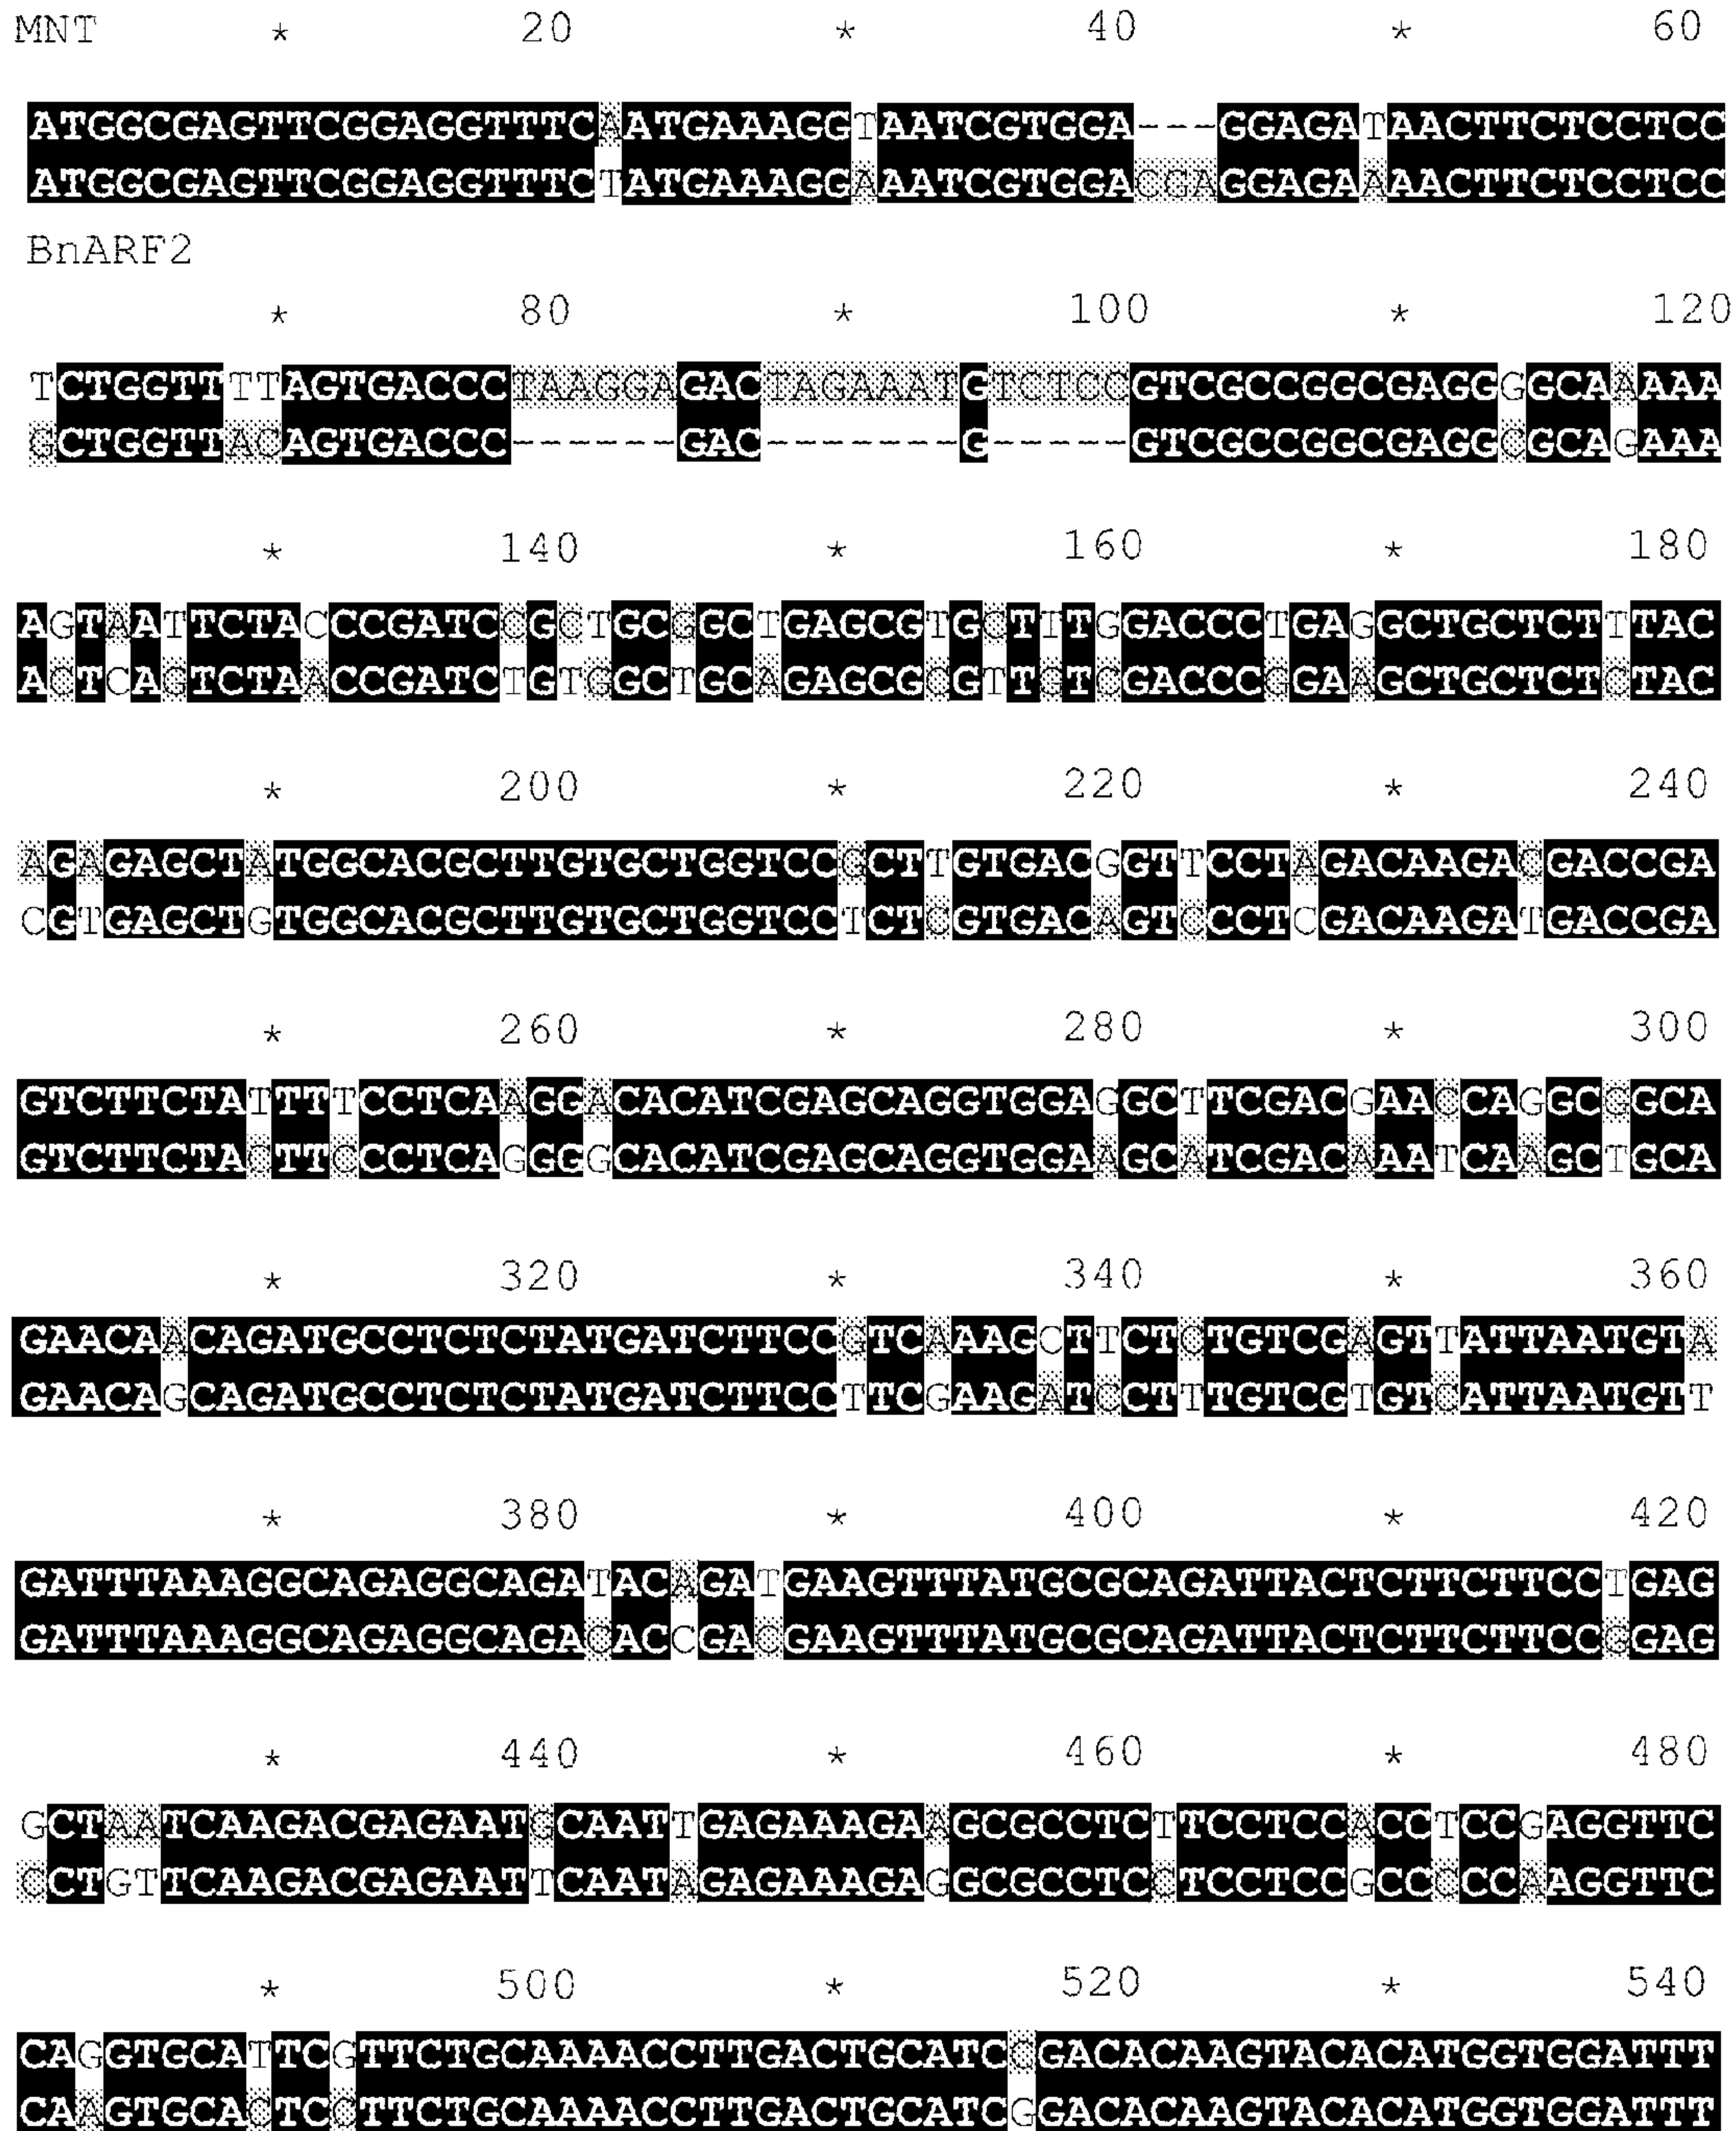 MNT * 20 * 40 * 60
ATGGCGAGTTCGGAGGTTTCAATGAAAGGTAATCGTGGA---GGAGATAACTTCTCCTCC
ATGGCGAGTTCGGAGGTTTCTATGAAAGGAAATCGTGGACGAGGAGAAAACTTCTCCTCC
BnARF2
* 80 * 100 * 120
TCTGGTTTTAGTGACCCTAAGGAGACTAGAAATGTCTCCGTCGCCGGCGAGGGGCAAAAA
GCTGGTTACAGTGACCC------GAC-------G-----GTCGCCGGCGAGGCGCAGAAA
* 140 * 160 * 180
AGTAATTCTACCCGATCCGCTGCGGCTGAGCGTGCTTTGGACCCTGAGGCTGCTCTTTAC
ACTCAGTCTAACCGATCTGTGGCTGCAGAGCGCGTTGTCGACCCGGAAGCTGCTCTCTAC
* 200 * 220 * 240
AGAGAGCTATGGCACGCTTGTGCTGGTCCGCTTGTGACGGTTCCTAGACAAGACGACCGA
CGTGAGCTGTGGCACGCTTGTGCTGGTCCTCTCGTGACAGTCCCTCGACAAGATGACCGA
* 260 * 280 * 300
GTCTTCTATTTTCCTCAAGGACACATCGAGCAGGTGGAGGCTTCGACGAACCAGGCGGCA
GTCTTCTACTTCCCTCAGGGGCACATCGAGCAGGTGGAAGCATCGACAAATCAAGCTGCA
* 320 * 340 * 360
GAACAACAGATGCCTCTCTATGATCTTCCGTCAAAGCTTCTCTGTCGAGTTATTAATGTA
GAACAGCAGATGCCTCTCTATGATCTTCCTTCGAAGATCCTTTGTCGTGTCATTAATGTT
* 380 * 400 * 420
GATTTAAAGGCAGAGGCAGATACAGATGAAGTTTATGCGCAGATTACTCTTCTTCCTGAG
GATTTAAAGGCAGAGGCAGACACCGACGAAGTTTATGCGCAGATTACTCTTCTTCCGGAG
* 440 * 460 * 480
GCTAATCAAGACGAGAATGCAATTGAGAAAGAAGCGCCTCTTCCTCCACCTCCGAGGTTC
CCTGTTCAAGACGAGAATTCAATAGAGAAAGAGGCGCCTCCTCCTCCGCCCCCAAGGTTC
* 500 * 520 * 540
CAGGTGCATTCGTTCTGCAAAACCTTGACTGCATCCGACACAAGTACACATGGTGGATTT
CAAGTGCACTCCTTCTGCAAAACCTTGACTGCATCGGACACAAGTACACATGGTGGATTT